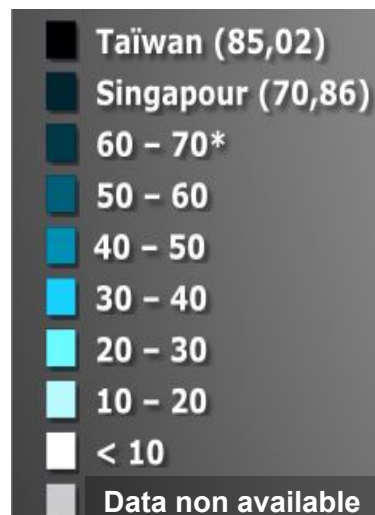 Taïwan (85,02)
Singapour (70,86)
60 – 70*
50 – 60
40 – 50
30 – 40
20 – 30
10 – 20
< 10
Data non available